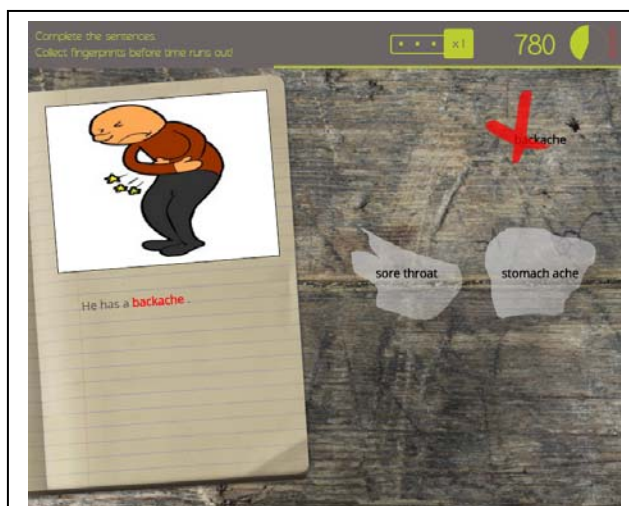 Complete the sentences.
Collect fingerprints before time runs out!
x1
780
backache
sore throat
stomach ache
He has a backache .